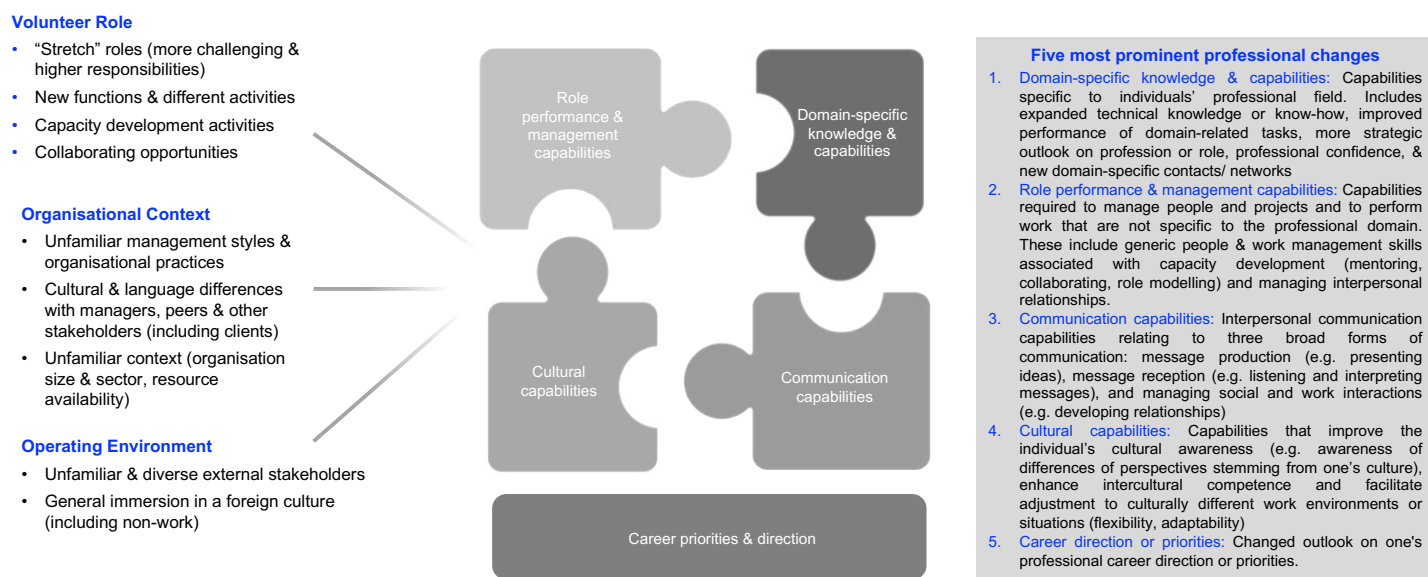 Volunteer Role
• “Stretch” roles (more challenging &
higher responsibilities)
• New functions & different activities
• Capacity development activities
• Collaborating opportunities
Organisational Context
• Unfamiliar management styles &
organisational practices
• Cultural & language differences
with managers, peers & other
stakeholders (including clients)
• Unfamiliar context (organisation
size & sector, resource
availability)
Operating Environment
• Unfamiliar & diverse external stakeholders
• General immersion in a foreign culture
(including non-work)
Role
performance &
management
capabilities
Domain-specific
knowledge &
capabilities
Cultural
capabilities
Communication
capabilities
Career priorities & direction
Five most prominent professional changes
1. Domain-specific knowledge & capabilities: Capabilities
specific to individuals’ professional field. Includes
expanded technical knowledge or know-how, improved
performance of domain-related tasks, more strategic
outlook on profession or role, professional confidence, &
new domain-specific contacts/ networks
2. Role performance & management capabilities: Capabilities
required to manage people and projects and to perform
work that are not specific to the professional domain.
These include generic people & work management skills
associated with capacity development (mentoring,
collaborating, role modelling) and managing interpersonal
relationships.
3. Communication capabilities: Interpersonal communication
capabilities relating to three broad forms of
communication: message production (e.g. presenting
ideas), message reception (e.g. listening and interpreting
messages), and managing social and work interactions
(e.g. developing relationships)
4. Cultural capabilities: Capabilities that improve the
individual’s cultural awareness (e.g. awareness of
differences of perspectives stemming from one’s culture),
enhance intercultural competence and facilitate
adjustment to culturally different work environments or
situations (flexibility, adaptability)
5. Career direction or priorities: Changed outlook on one's
professional career direction or priorities.